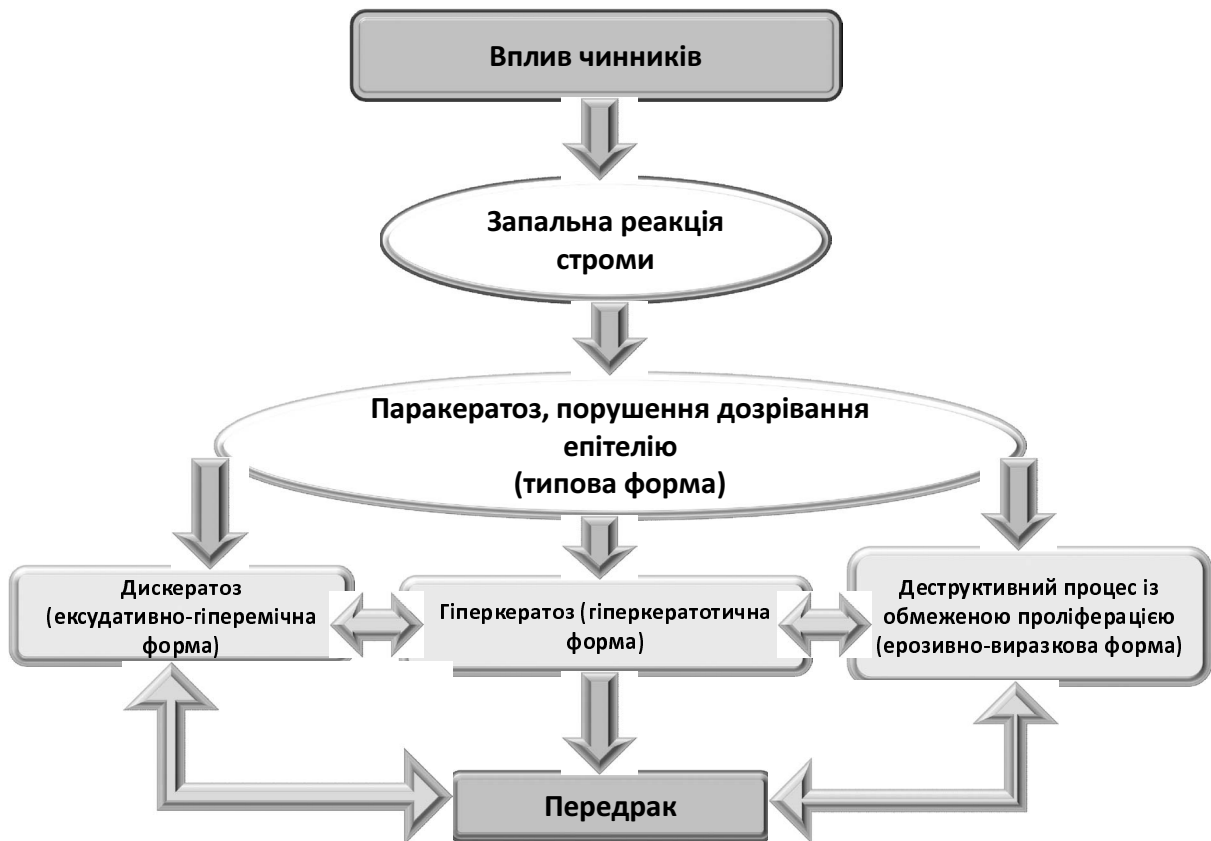 Вплив чинників
Запальна реакція
строми
Паракератоз, порушення дозрівання
епітелію
(типова форма)
Дискератоз
(ексудативно-гіперемічна
форма)
Гіперкератоз (гіперкератотична
форма)
Деструктивний процес із
обмеженою проліферацією
(ерозивно-виразкова форма)
Передрак